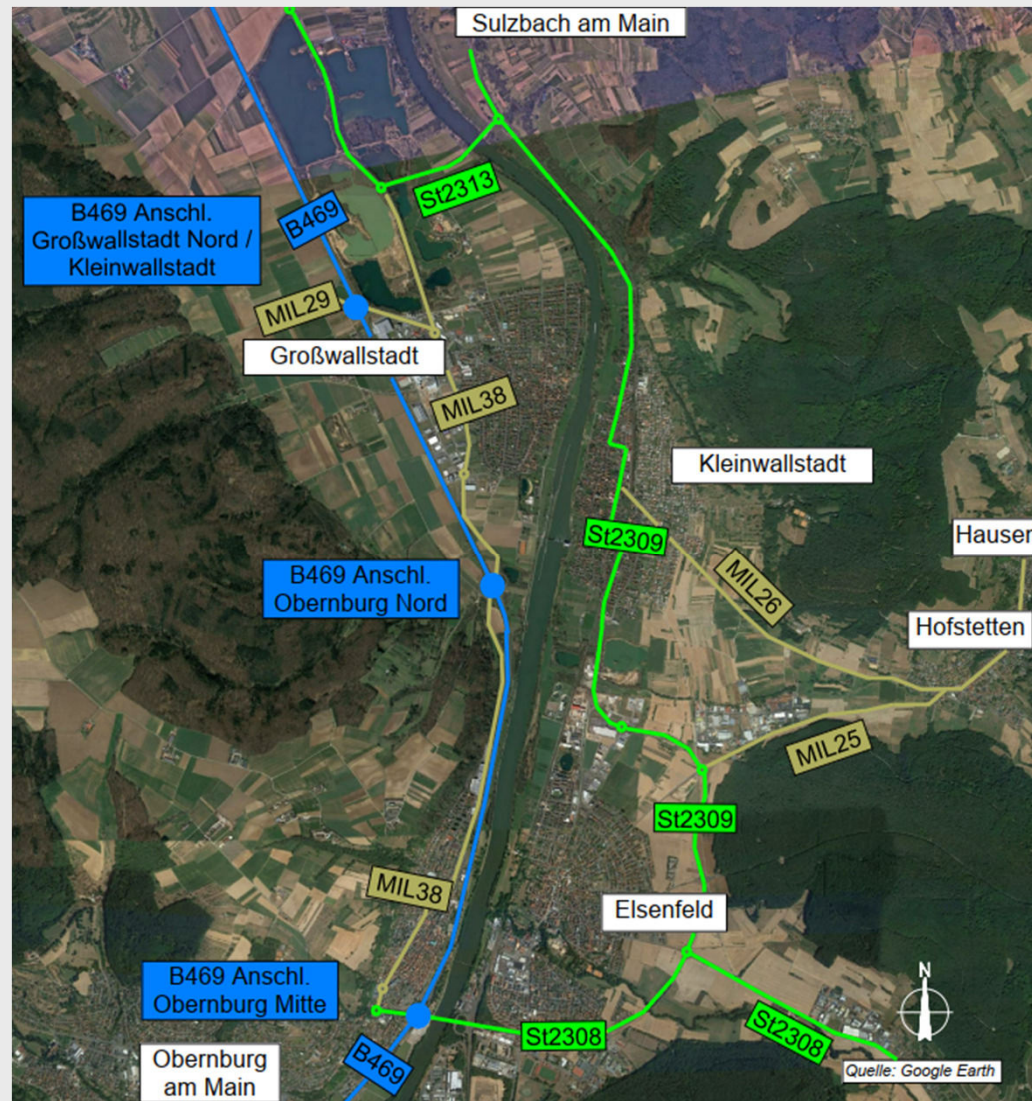 Sulzbach am Main
St2313
B469
B469 Anschl.
Großwallstadt Nord /
Kleinwallstadt
MIL29
Großwallstadt
MIL38
Kleinwallstadt
St2309
Hausen
B469 Anschl.
Obernburg Nord
MIL26
Hofstetten
MIL25
St2309
MIL38
Elsenfeld
B469 Anschl.
Obernburg Mitte
N
St2308
St2308
Obernburg
am Main
B469
Quelle: Google Earth